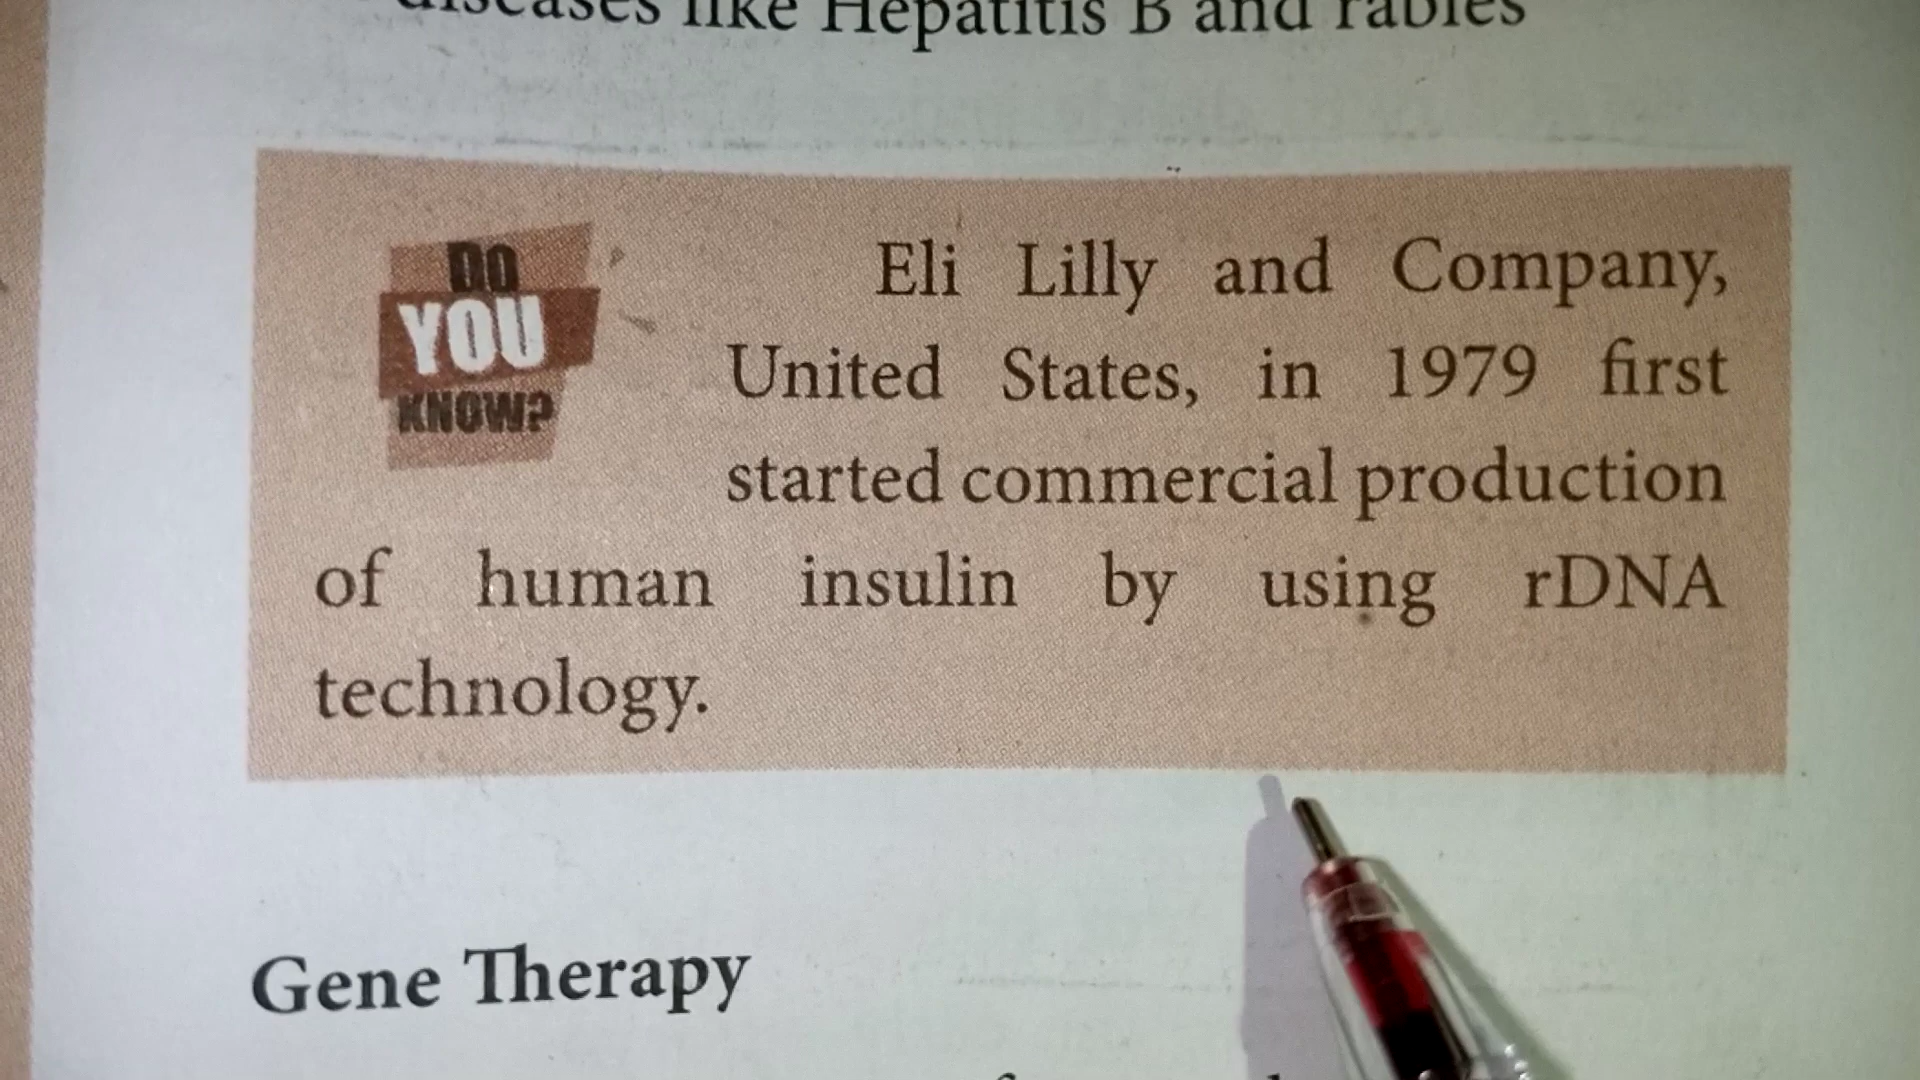 diseases like Hepatitis B and rabies
DO
YOU
KNOW?
Eli Lilly and Company,
United States, in 1979 first
started commercial production
of human insulin by using rDNA
technology.
Gene Therapy